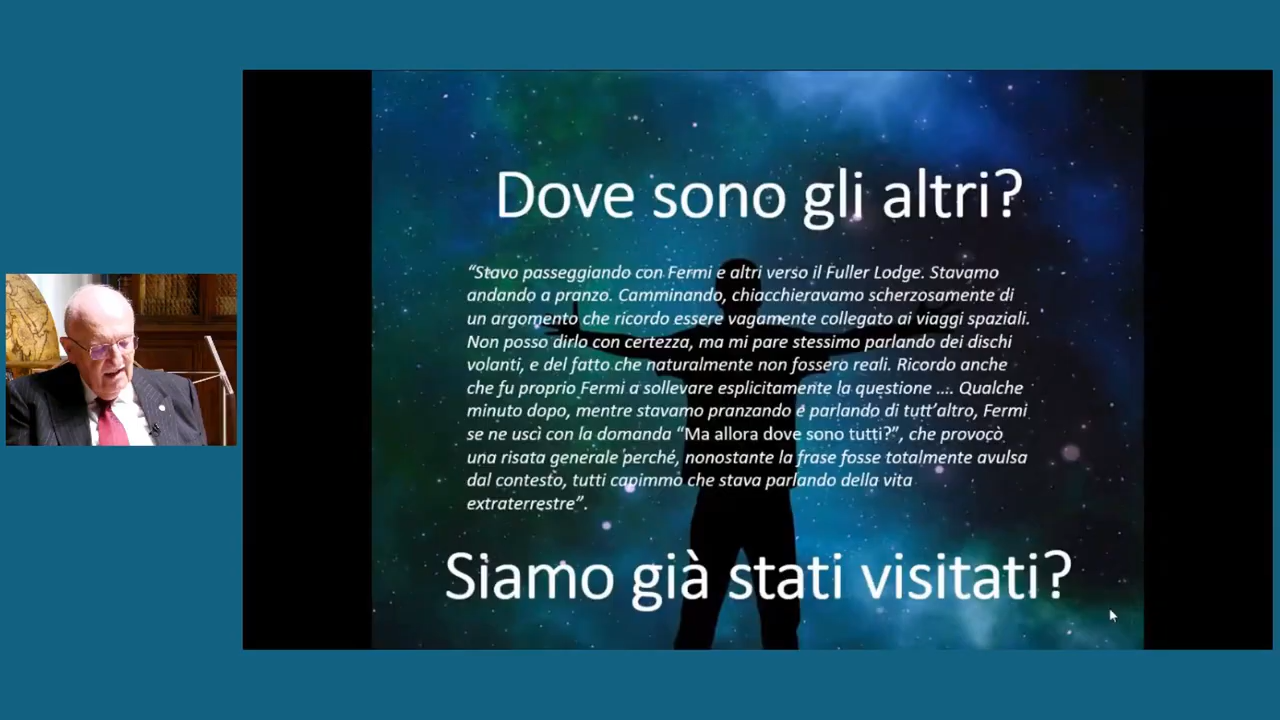 Dove sono gli altri?
“Stavo passeggiando con Fermi e altri verso il Fuller Lodge. Stavamo
andando a pranzo. Camminando, chiacchieravamo scherzosamente di
un argomento che ricordo essere vagamente collegato ai viaggi spaziali.
Non posso dirlo con certezza, ma mi pare stessimo parlando dei dischi
volanti, e del fatto che naturalmente non fossero reali. Ricordo anche
che fu proprio Fermi a sollevare esplicitamente la questione .... Qualche
minuto dopo, mentre stavamo pranzando e parlando di tutt’altro, Fermi
se ne uscì con la domanda “Ma allora dove sono tutti?”, che provocò
una risata generale perché, nonostante la frase fosse totalmente avulsa
dal contesto, tutti capimmo che stava parlando della vita
extraterrestre”.
Siamo già stati visitati?